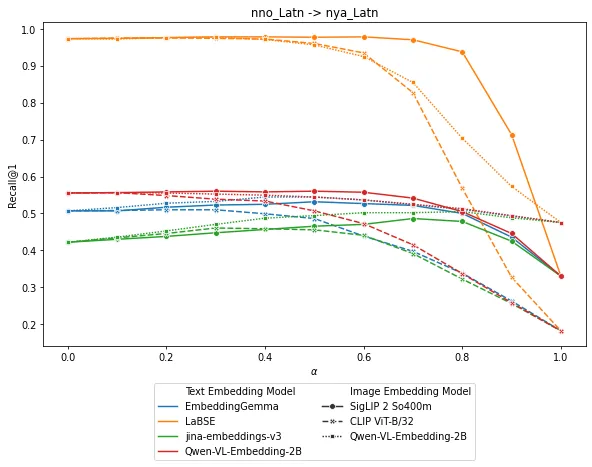 nno_Latn -> nya_Latn
1.0
0.9
0.8
0.7
0.6
0.5
0.4
0.3
0.2
Recall@1
0.0 0.2 0.4 0.6 0.8 1.0
α
Text Embedding Model Image Embedding Model
EmbeddingGemma SigLIP 2 So400m
LaBSE CLIP ViT-B/32
jina-embeddings-v3 Qwen-VL-Embedding-2B
Qwen-VL-Embedding-2B